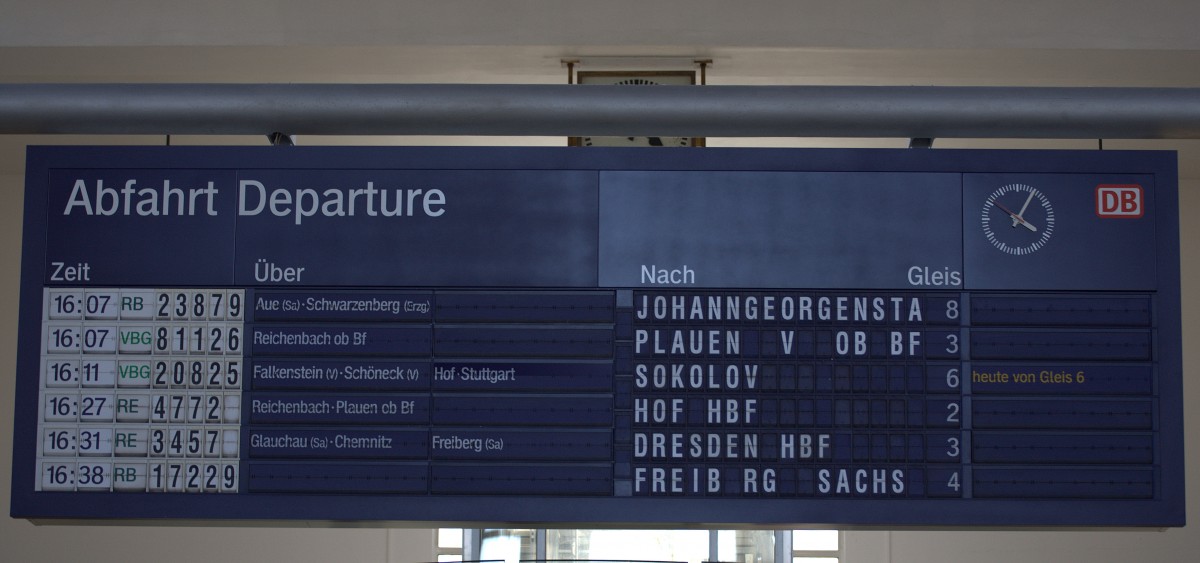 Abfahrt Departure
DB
Zeit Über Nach Gleis
16:07 RB 23879 Aue (Sa)·Schwarzenberg (Erzg) JOHANNGEORGENSTA 8
16:07 VBG 81126 Reichenbach ob Bf PLAUEN V OB BF 3
16:11 VBG 20825 Falkenstein (V)·Schöneck (V) Hof·Stuttgart SOKOLOV 6 heute von Gleis 6
16:27 RE 4772 Reichenbach·Plauen ob Bf HOF HBF 2
16:31 RE 3457 Glauchau (Sa)·Chemnitz Freiberg (Sa) DRESDEN HBF 3
16:38 RB 17229 FREIB RG SACHS 4